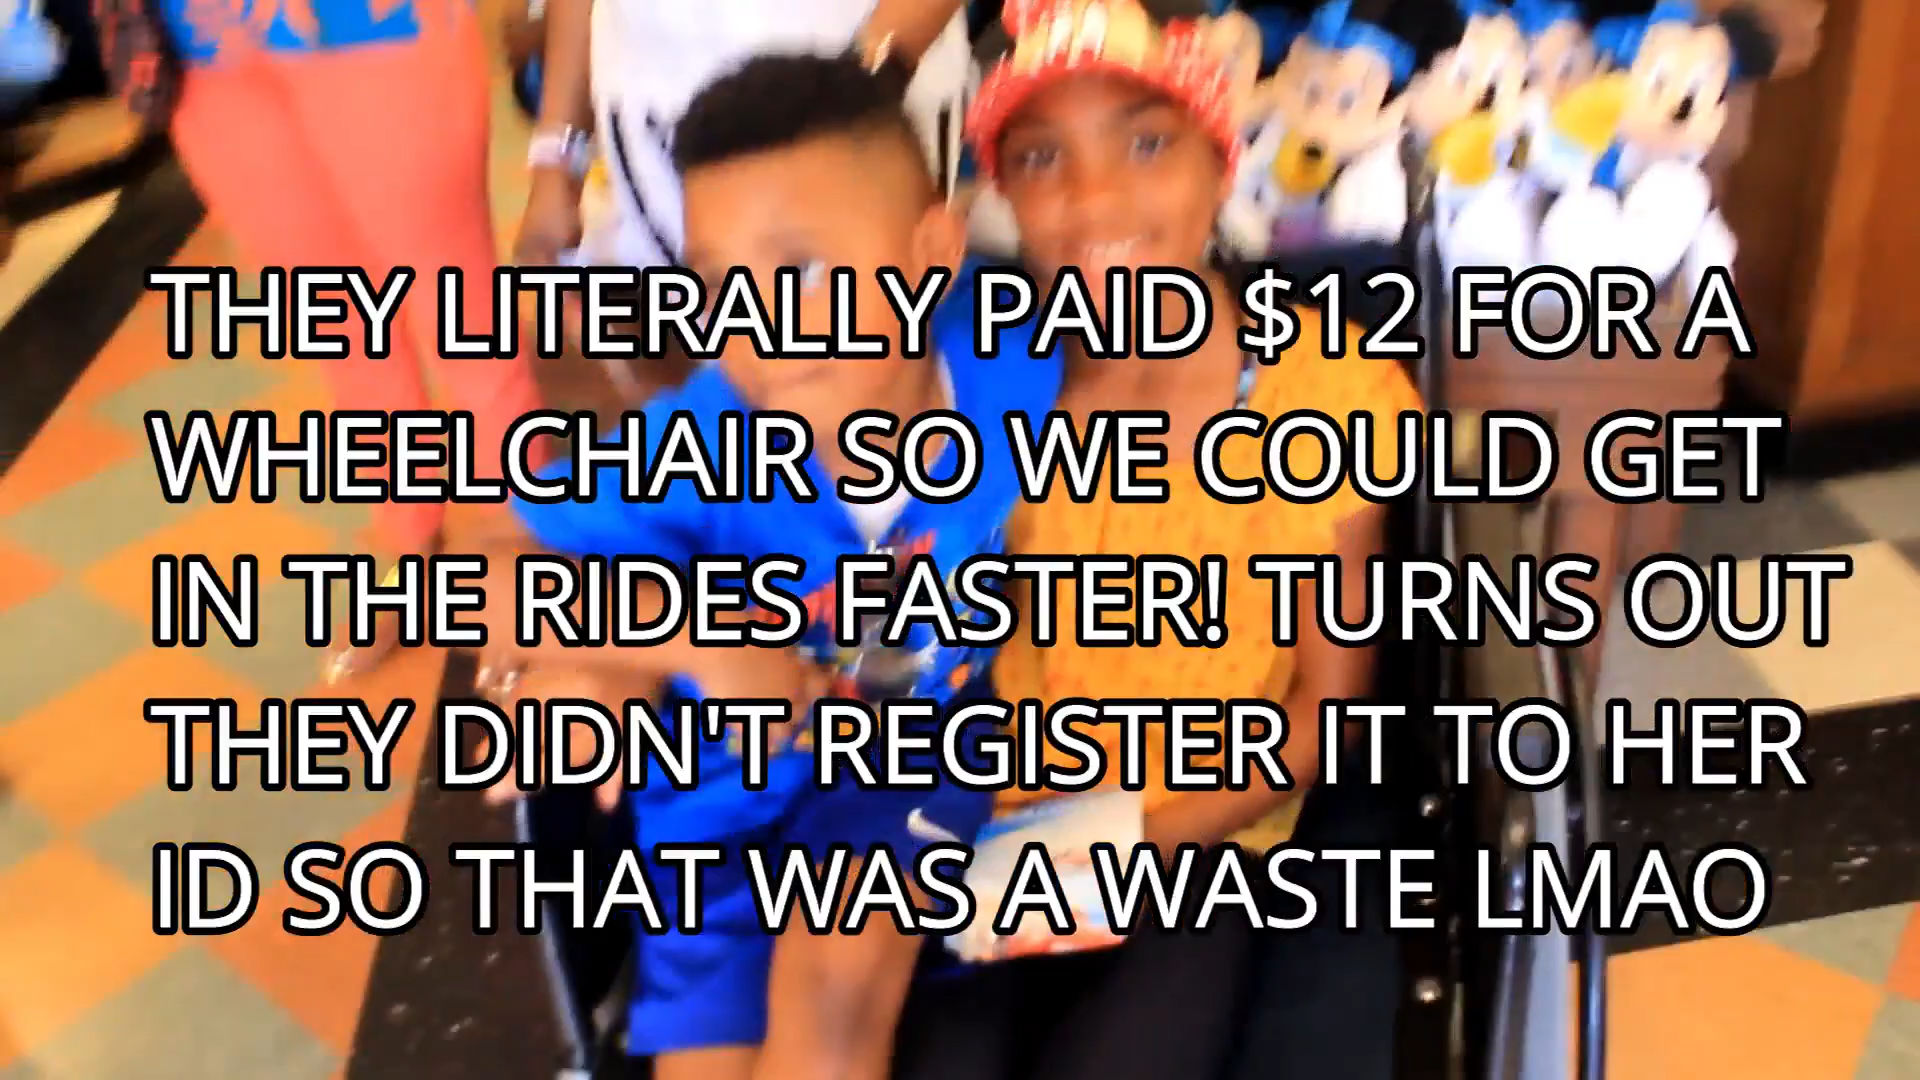 THEY LITERALLY PAID $12 FOR A
WHEELCHAIR SO WE COULD GET
IN THE RIDES FASTER! TURNS OUT
THEY DIDN'T REGISTER IT TO HER
ID SO THAT WAS A WASTE LMAO